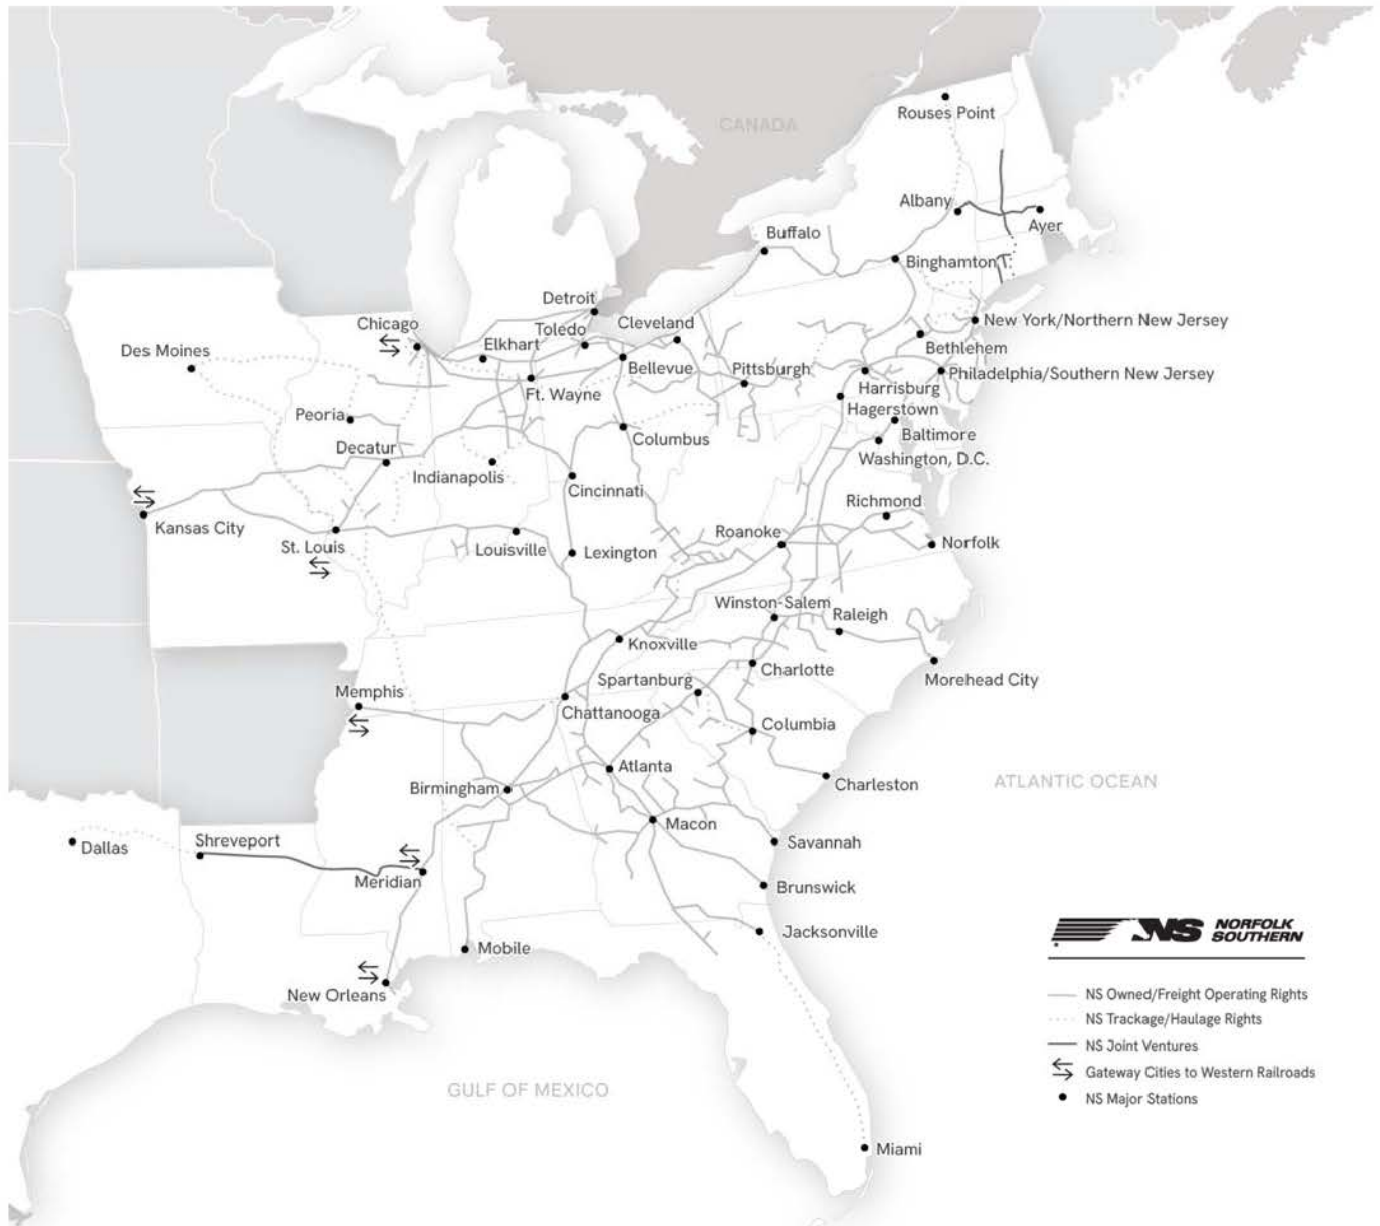 CANADA
Rouses Point
Albany
Ayer
Buffalo
Binghamton
Detroit
Chicago
Toledo
Cleveland
New York/Northern New Jersey
Elkhart
Des Moines
Bethlehem
Bellevue
Pittsburgh
Philadelphia/Southern New Jersey
Harrisburg
Ft. Wayne
Hagerstown
Peoria
Baltimore
Columbus
Decatur
Washington, D.C.
Indianapolis
Cincinnati
Richmond
Kansas City
Roanoke
Norfolk
St. Louis
Louisville
Lexington
Winston-Salem
Raleigh
Knoxville
Charlotte
Spartanburg
Morehead City
Memphis
Chattanooga
Columbia
Atlanta
ATLANTIC OCEAN
Charleston
Birmingham
Macon
Shreveport
Savannah
Dallas
Meridian
Brunswick
Jacksonville
Mobile
New Orleans
GULF OF MEXICO
Miami
NS NORFOLK
SOUTHERN
NS Owned/Freight Operating Rights
NS Trackage/Haulage Rights
NS Joint Ventures
Gateway Cities to Western Railroads
NS Major Stations